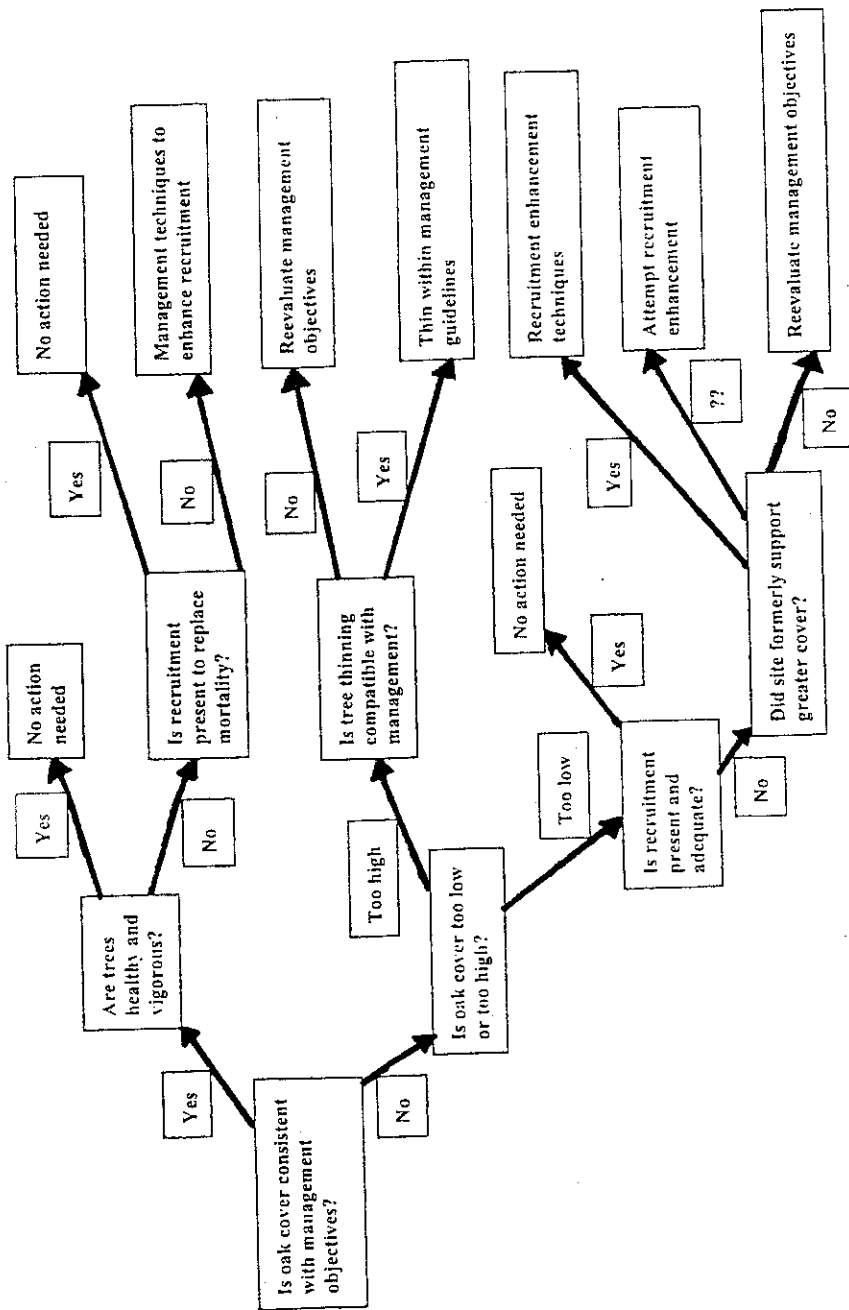 Is oak cover consistent
with management
objectives?
Yes
No
Are trees
healthy and
vigorous?
Yes
No
No action
needed
Is recruitment
present to replace
mortality?
Yes
No
No action needed
Management techniques to
enhance recruitment
Is oak cover too low
or too high?
Too high
Too low
Is tree thinning
compatible with
management?
No
Yes
Reevaluate management
objectives
Thin within management
guidelines
Is recruitment
present and
adequate?
Yes
No
No action needed
Did site formerly support
greater cover?
Yes
??
No
Recruitment enhancement
techniques
Attempt recruitment
enhancement
Reevaluate management objectives